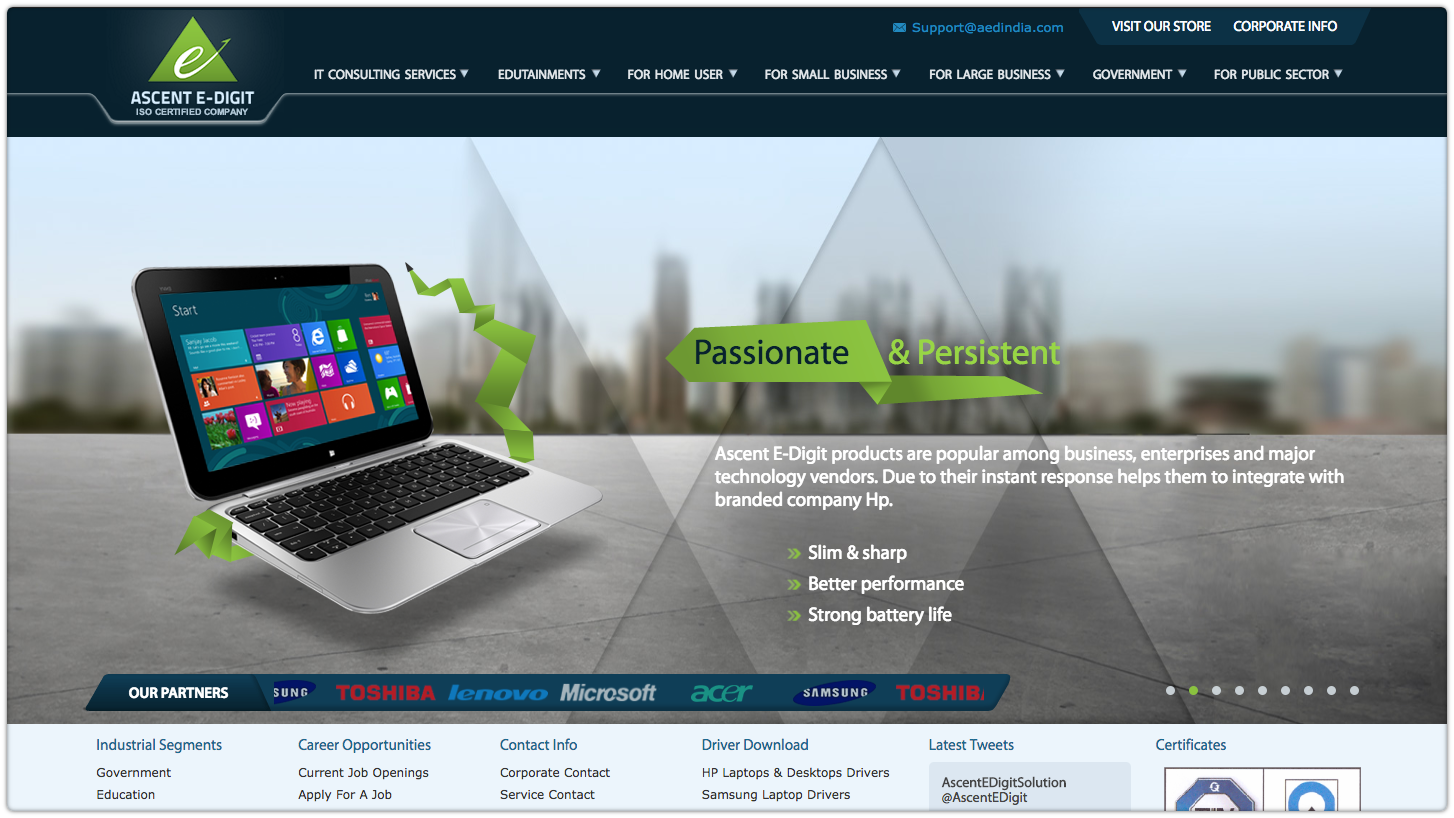 Support@aedindia.com
VISIT OUR STORE
CORPORATE INFO
e
ASCENT E-DIGIT
ISO CERTIFIED COMPANY
IT CONSULTING SERVICES
EDUTAINMENTS
FOR HOME USER
FOR SMALL BUSINESS
FOR LARGE BUSINESS
GOVERNMENT
FOR PUBLIC SECTOR
Start
Sanjay Jacob
8
Now playing
Passionate & Persistent
Ascent E-Digit products are popular among business, enterprises and major
technology vendors. Due to their instant response helps them to integrate with
branded company Hp.
Slim & sharp
Better performance
Strong battery life
OUR PARTNERS
SUNG
TOSHIBA
lenovo
Microsoft
acer
SAMSUNG
TOSHIB
Industrial Segments
Government
Education
Career Opportunities
Current Job Openings
Apply For A Job
Contact Info
Corporate Contact
Service Contact
Driver Download
HP Laptops & Desktops Drivers
Samsung Laptop Drivers
Latest Tweets
AscentEDigitSolution
@AscentEDigit
Certificates